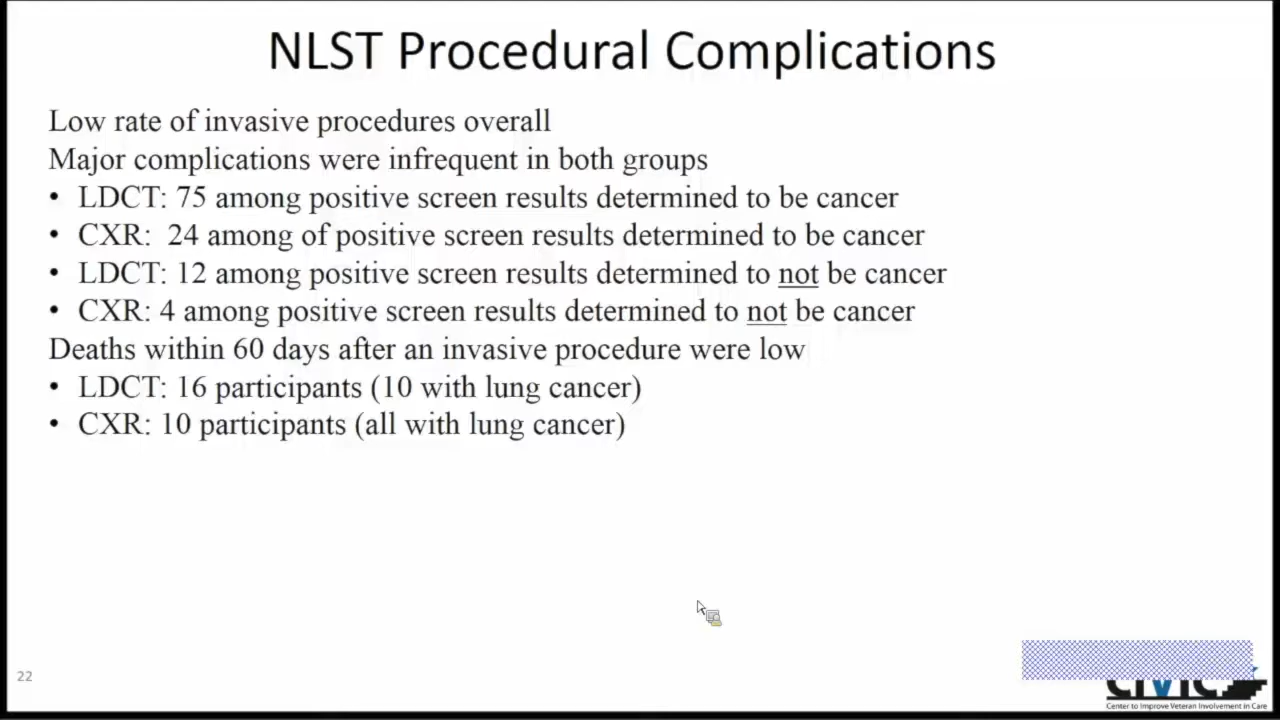 NLST Procedural Complications
Low rate of invasive procedures overall
Major complications were infrequent in both groups
• LDCT: 75 among positive screen results determined to be cancer
• CXR:  24 among of positive screen results determined to be cancer
• LDCT: 12 among positive screen results determined to not be cancer
• CXR: 4 among positive screen results determined to not be cancer
Deaths within 60 days after an invasive procedure were low
• LDCT: 16 participants (10 with lung cancer)
• CXR: 10 participants (all with lung cancer)
22
Center to Improve Veteran Involvement in Care